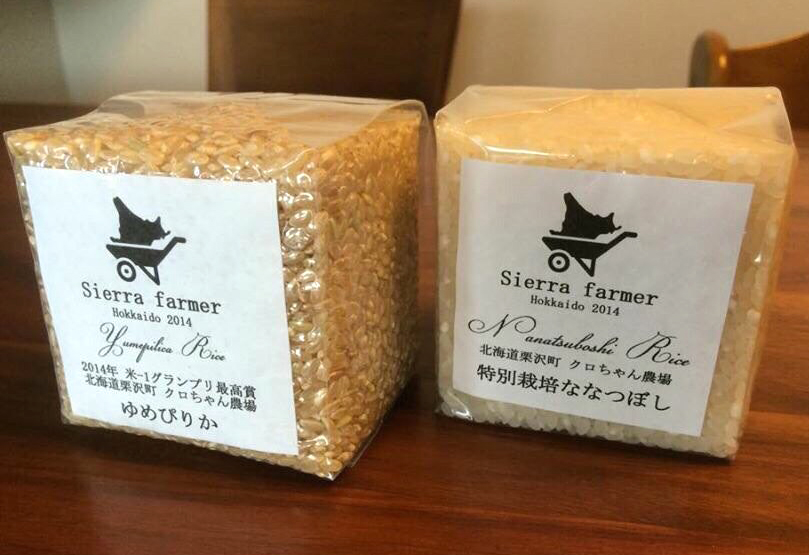 Sierra farmer
Hokkaido 2014
Yumepilica Rice
2014年 米-1グランプリ最高賞
北海道栗沢町 クロちゃん農場
ゆめぴりか
Sierra farmer
Hokkaido 2014
Nanatsuboshi Rice
北海道栗沢町 クロちゃん農場
特別栽培ななつぼし